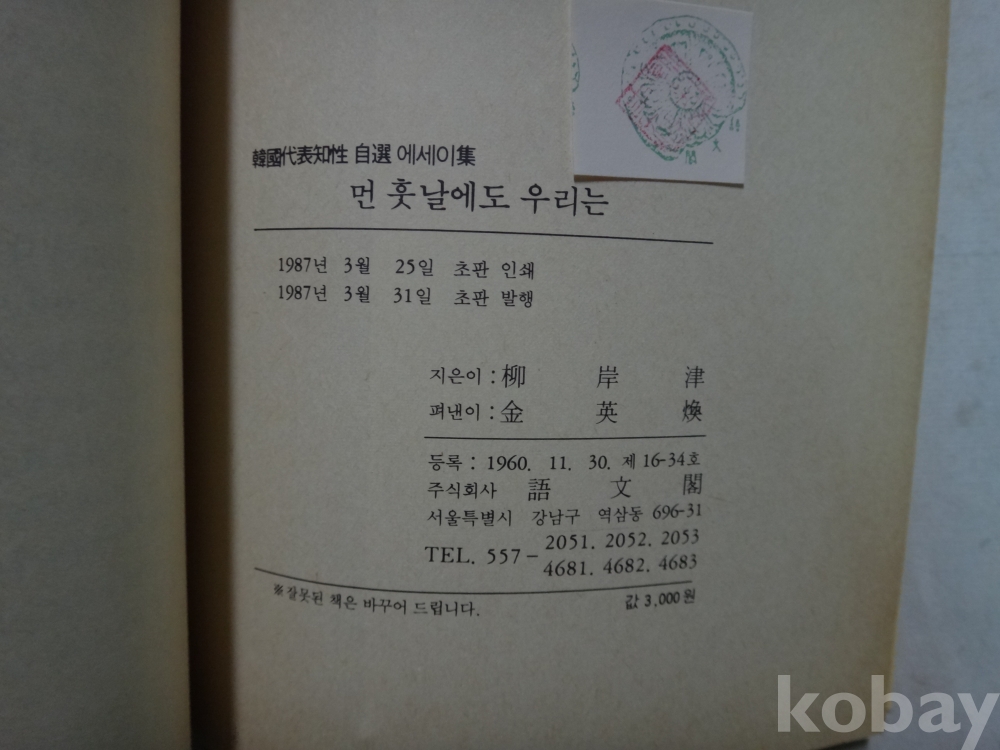 韓國代表知性 自選 에세이集
먼 훗날에도 우리는
1987년 3월 25일 초판 인쇄
1987년 3월 31일 초판 발행
지은이 : 柳岸津
펴낸이 : 金英煥
등록 : 1960. 11. 30. 제 16-34호
주식회사 語文閣
서울특별시 강남구 역삼동 696-31
TEL. 557 - 2051. 2052. 2053
4681. 4682. 4683
※잘못된 책은 바꾸어 드립니다.
값 3,000원
kobay